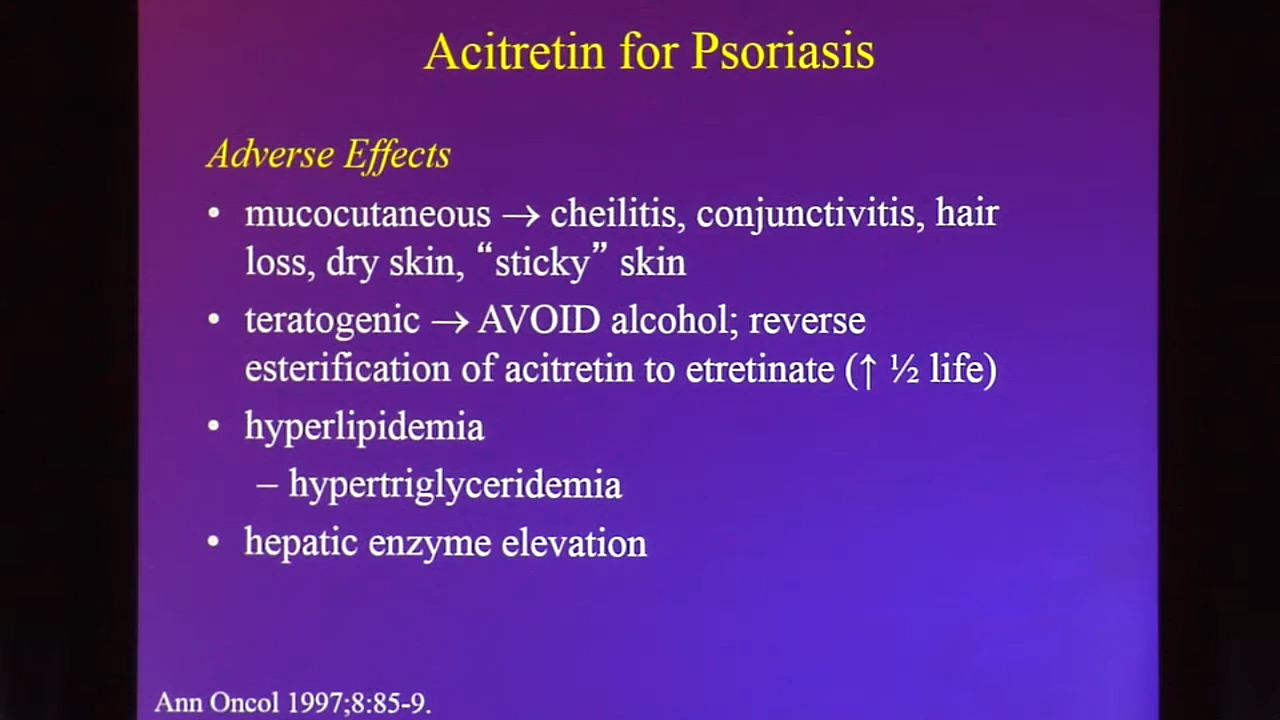 Acitretin for Psoriasis
Adverse Effects
• mucocutaneous → cheilitis, conjunctivitis, hair
loss, dry skin, “sticky” skin
• teratogenic → AVOID alcohol; reverse
esterification of acitretin to etretinate (↑ ½ life)
• hyperlipidemia
– hypertriglyceridemia
• hepatic enzyme elevation
Ann Oncol 1997;8:85-9.